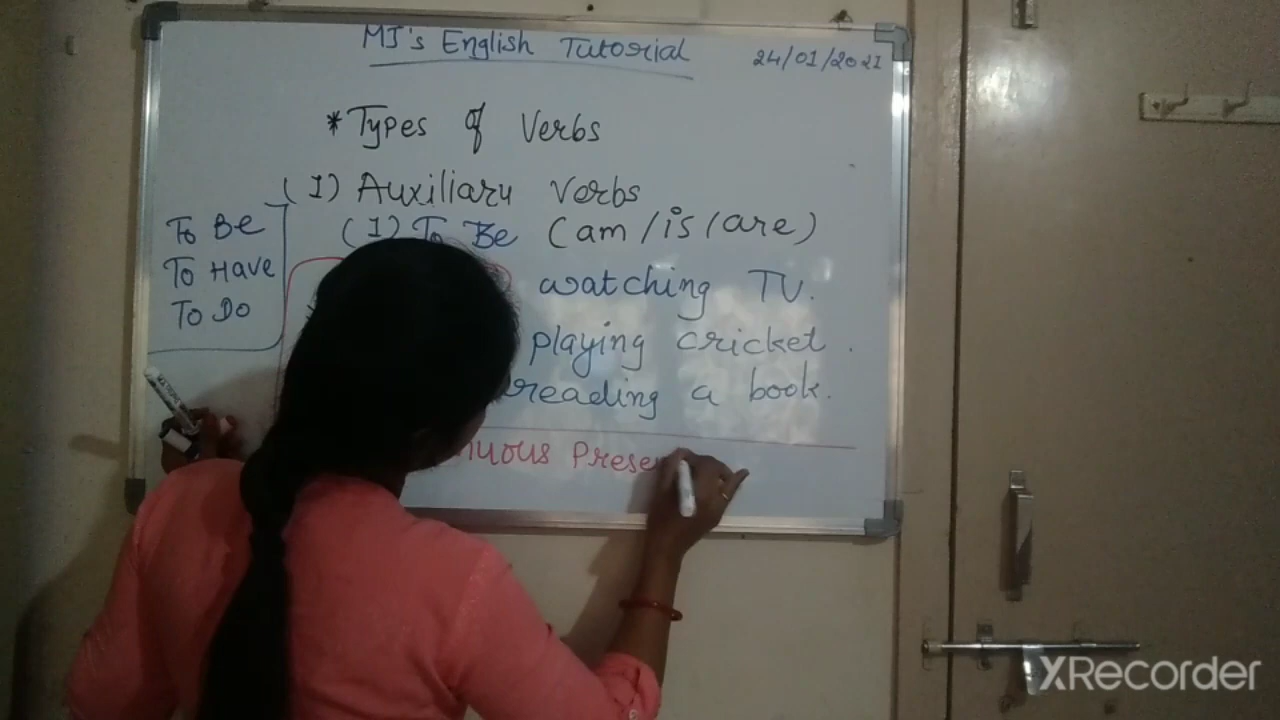 MJ's English Tutorial
24/01/2021
*Types of Verbs
(I) Auxiliary Verbs
To Be
To Have
To Do
(1) To Be (am/is/are)
watching TV.
playing cricket.
reading a book.
XRecorder